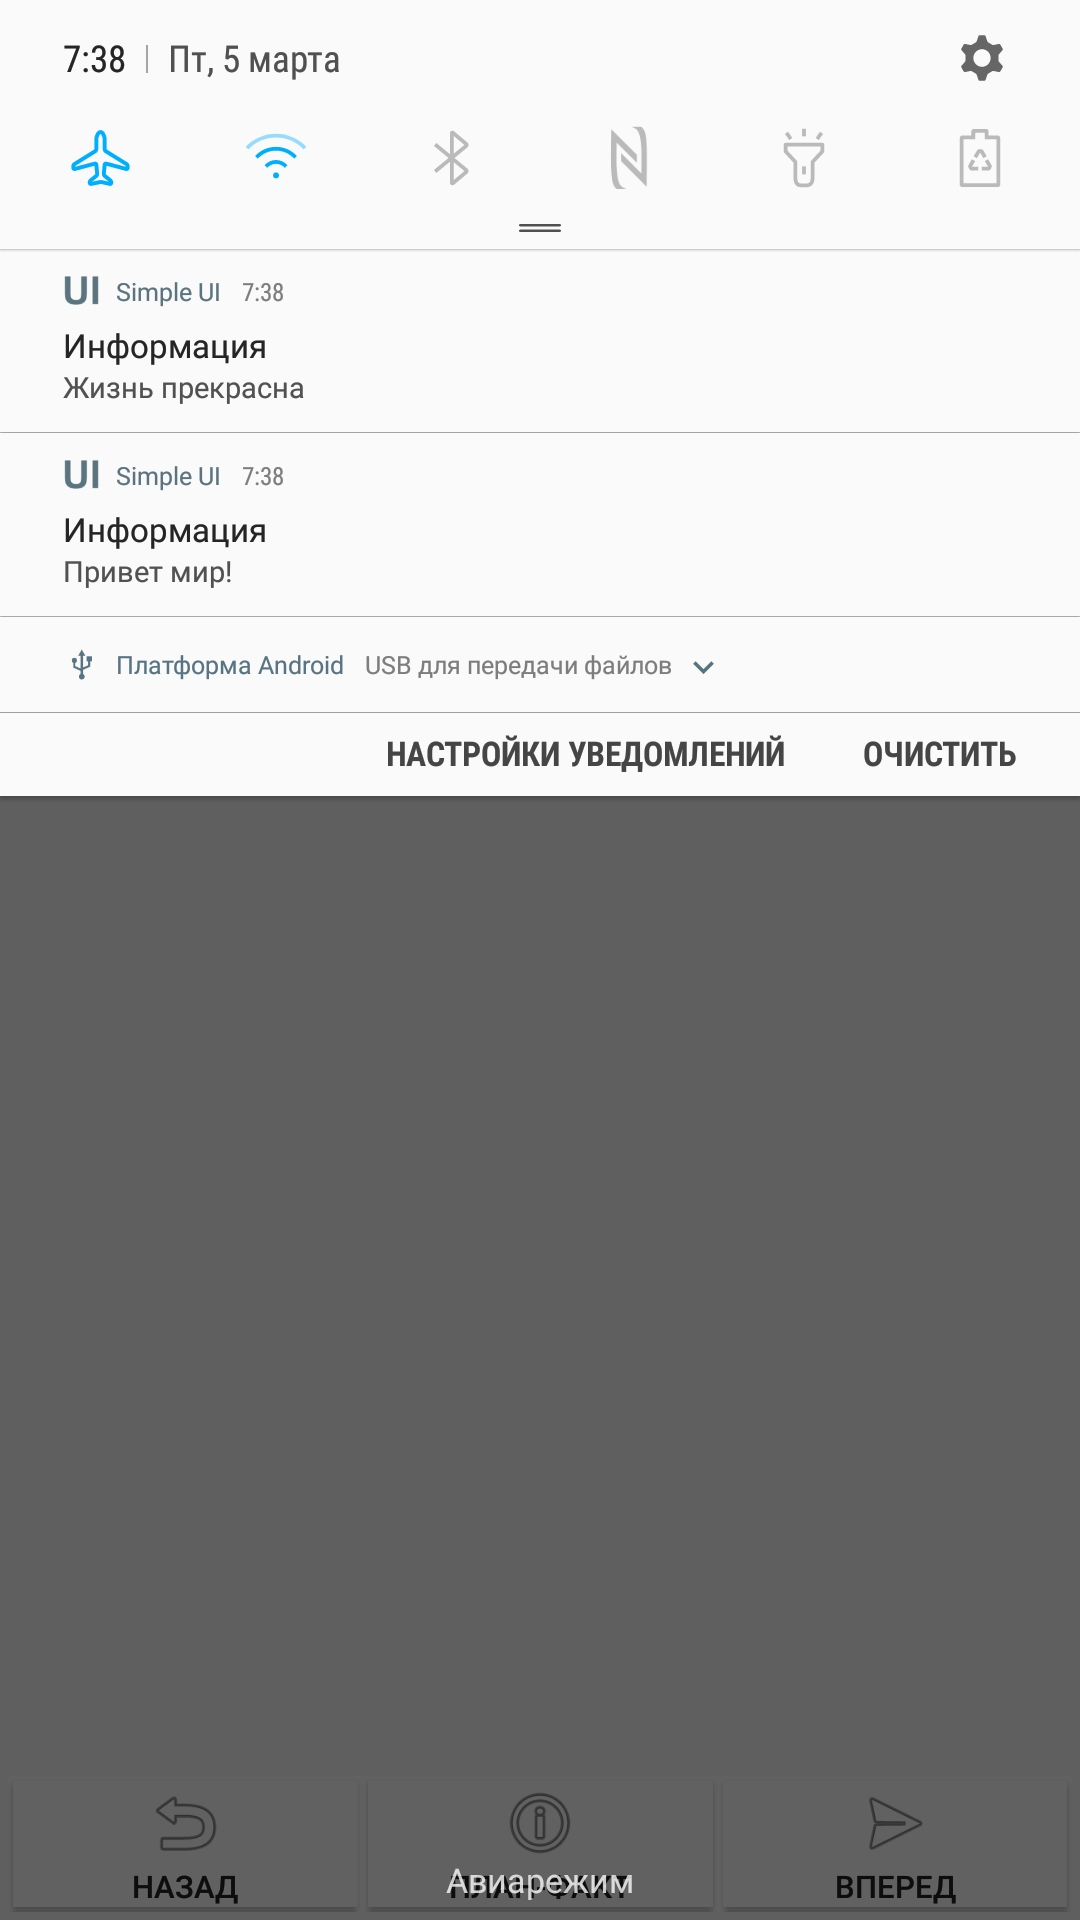 7:38 | Пт, 5 марта
UI Simple UI 7:38
Информация
Жизнь прекрасна
UI Simple UI 7:38
Информация
Привет мир!
Платформа Android USB для передачи файлов
НАСТРОЙКИ УВЕДОМЛЕНИЙ ОЧИСТИТЬ
НАЗАД Авиарежим ВПЕРЕД